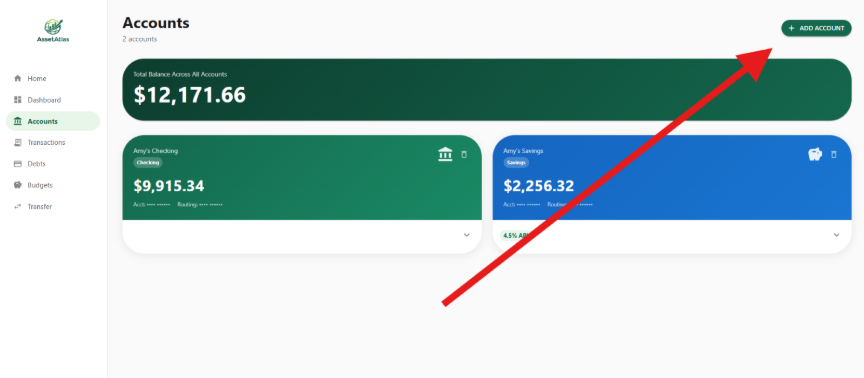 AssetAtlas
Home
Dashboard
Accounts
Transactions
Debts
Budgets
Transfer
Accounts
2 accounts
+ ADD ACCOUNT
Total Balance Across All Accounts
$12,171.66
Amy's Checking
Checking
$9,915.34
Acct: •••• •••••• Routing: •••• ••••••
Amy's Savings
Savings
$2,256.32
Acct: •••• ••••••
4.5%